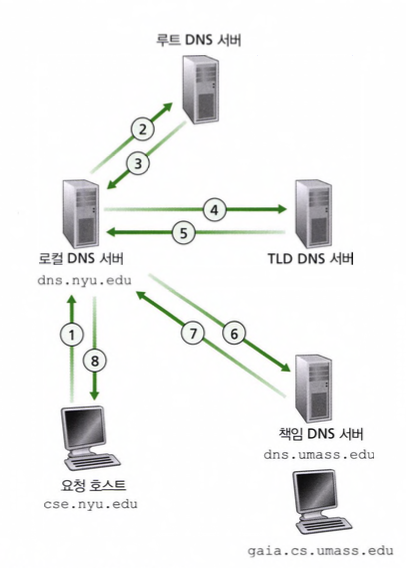 루트 DNS 서버
2
3
4
5
로컬 DNS 서버
dns.nyu.edu
TLD DNS 서버
1
8
7
6
책임 DNS 서버
dns.umass.edu
요청 호스트
cse.nyu.edu
gaia.cs.umass.edu